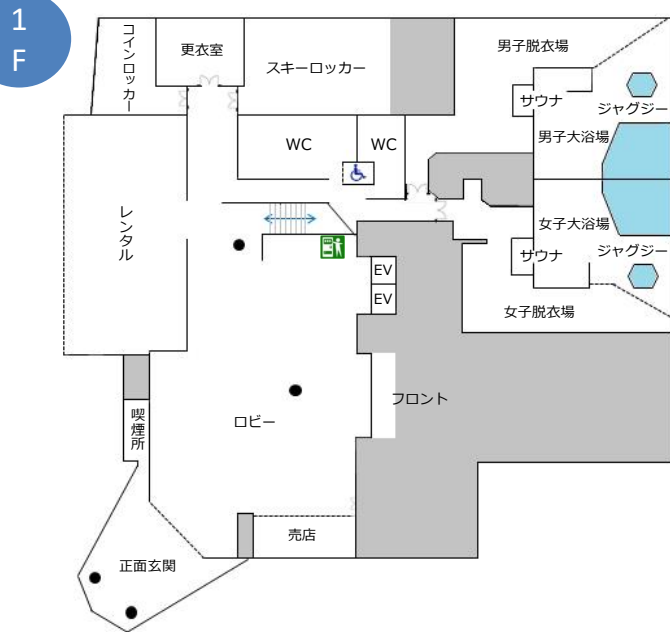 1
F
コインロッカー
更衣室
スキーロッカー
男子脱衣場
サウナ
ジャグジー
男子大浴場
WC
WC
レンタル
女子大浴場
サウナ
ジャグジー
女子脱衣場
EV
EV
フロント
喫煙所
ロビー
売店
正面玄関